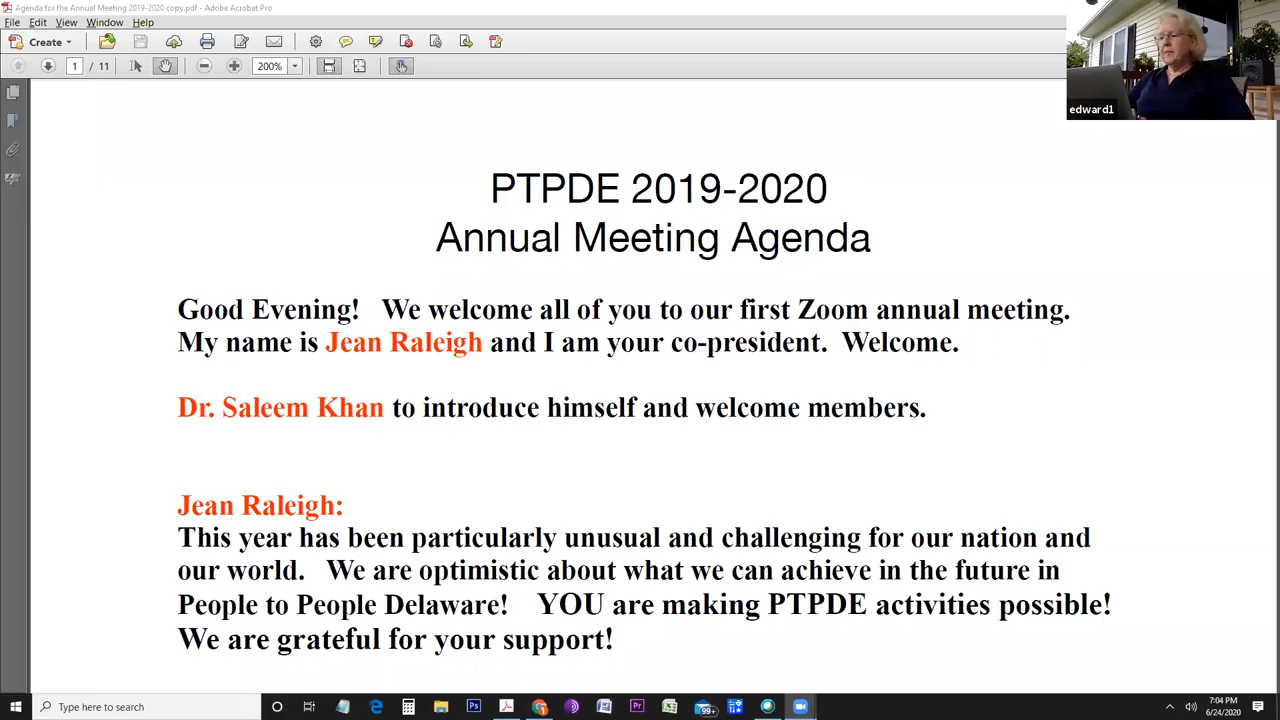 Agenda for the Annual Meeting 2019-2020 copy.pdf - Adobe Acrobat Pro
File Edit View Window Help
Create
1 / 11 200%
edward1
PTPDE 2019-2020
Annual Meeting Agenda
Good Evening! We welcome all of you to our first Zoom annual meeting.
My name is Jean Raleigh and I am your co-president. Welcome.
Dr. Saleem Khan to introduce himself and welcome members.
Jean Raleigh:
This year has been particularly unusual and challenging for our nation and
our world. We are optimistic about what we can achieve in the future in
People to People Delaware! YOU are making PTPDE activities possible!
We are grateful for your support!
Type here to search
Ps
Pr
99+
7:04 PM
6/24/2020